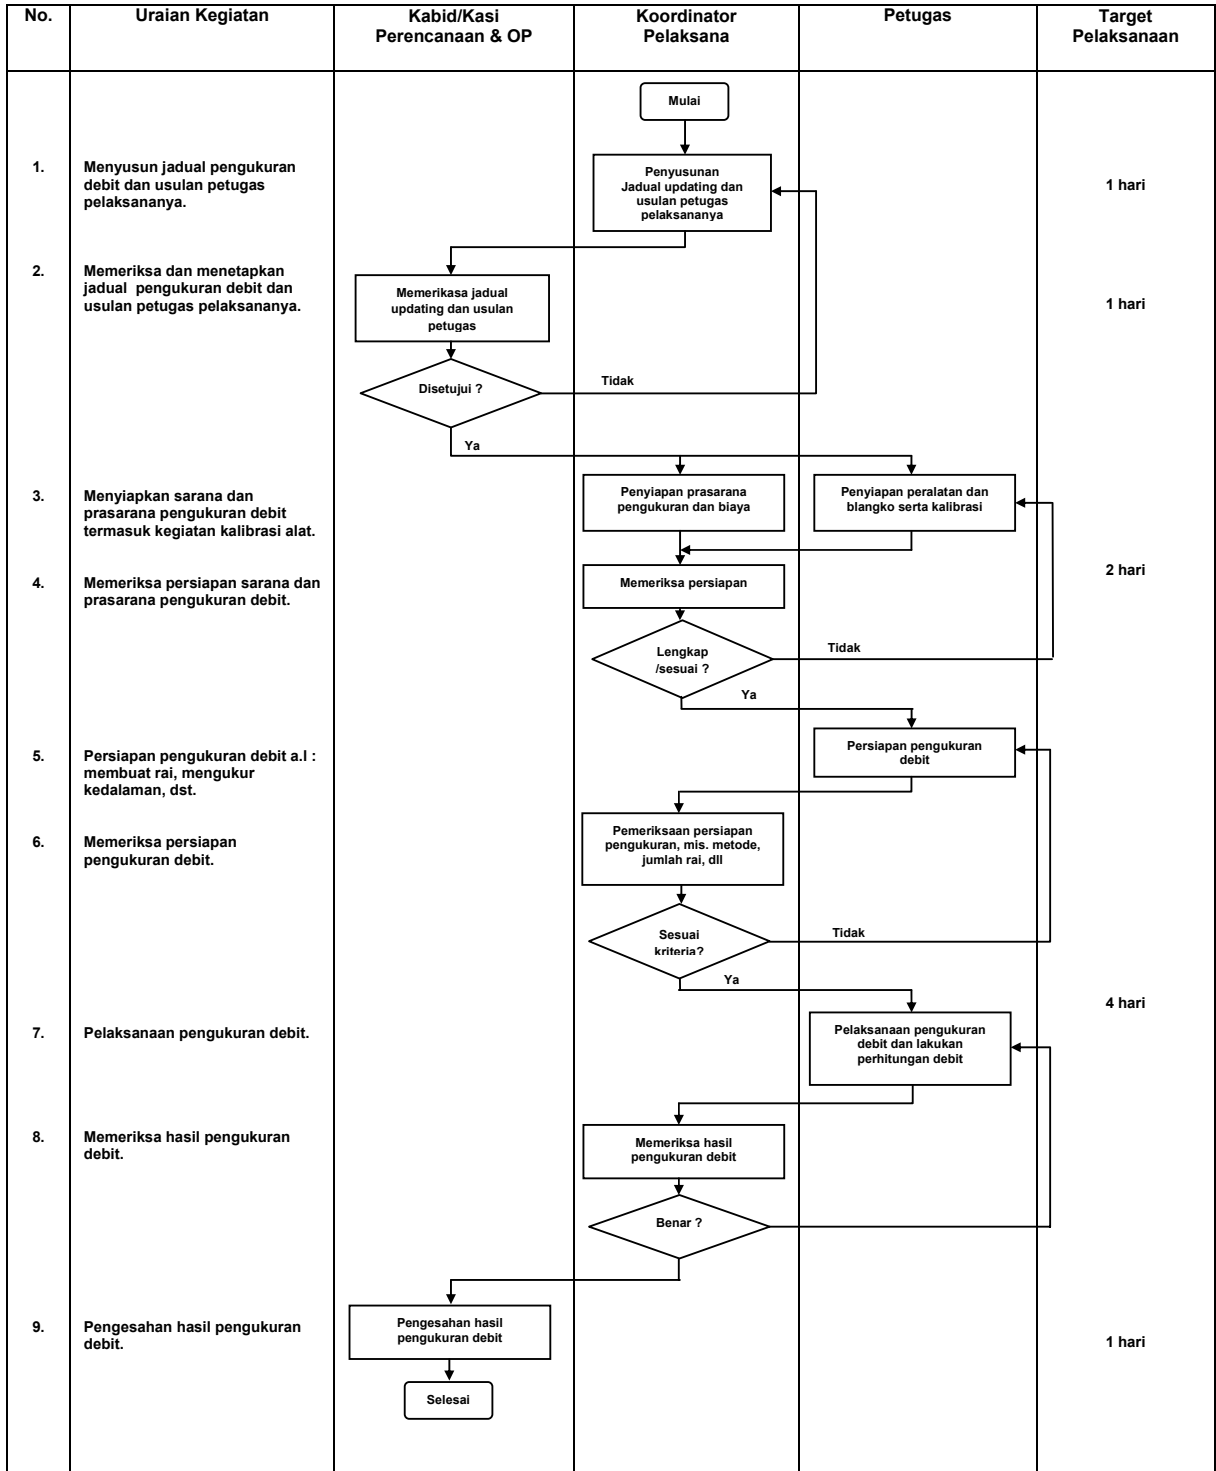 No.
Uraian Kegiatan
Kabid/Kasi
Perencanaan & OP
Koordinator
Pelaksana
Petugas
Target
Pelaksanaan
Mulai
1.
Menyusun jadual pengukuran
debit dan usulan petugas
pelaksananya.
Penyusunan
Jadual updating dan
usulan petugas
pelaksananya
1 hari
2.
Memeriksa dan menetapkan
jadual pengukuran debit dan
usulan petugas pelaksananya.
Memerikasa jadual
updating dan usulan
petugas
1 hari
Disetujui ?
Tidak
Ya
3.
Menyiapkan sarana dan
prasarana pengukuran debit
termasuk kegiatan kalibrasi alat.
Penyiapan prasarana
pengukuran dan biaya
Penyiapan peralatan dan
blangko serta kalibrasi
2 hari
4.
Memeriksa persiapan sarana dan
prasarana pengukuran debit.
Memeriksa persiapan
Lengkap
/sesuai ?
Tidak
Ya
5.
Persiapan pengukuran debit a.l :
membuat rai, mengukur
kedalaman, dst.
Persiapan pengukuran
debit
6.
Memeriksa persiapan
pengukuran debit.
Pemeriksaan persiapan
pengukuran, mis. metode,
jumlah rai, dll
Sesuai
kriteria?
Tidak
Ya
4 hari
7.
Pelaksanaan pengukuran debit.
Pelaksanaan pengukuran
debit dan lakukan
perhitungan debit
8.
Memeriksa hasil pengukuran
debit.
Memeriksa hasil
pengukuran debit
Benar ?
9.
Pengesahan hasil pengukuran
debit.
Pengesahan hasil
pengukuran debit
1 hari
Selesai